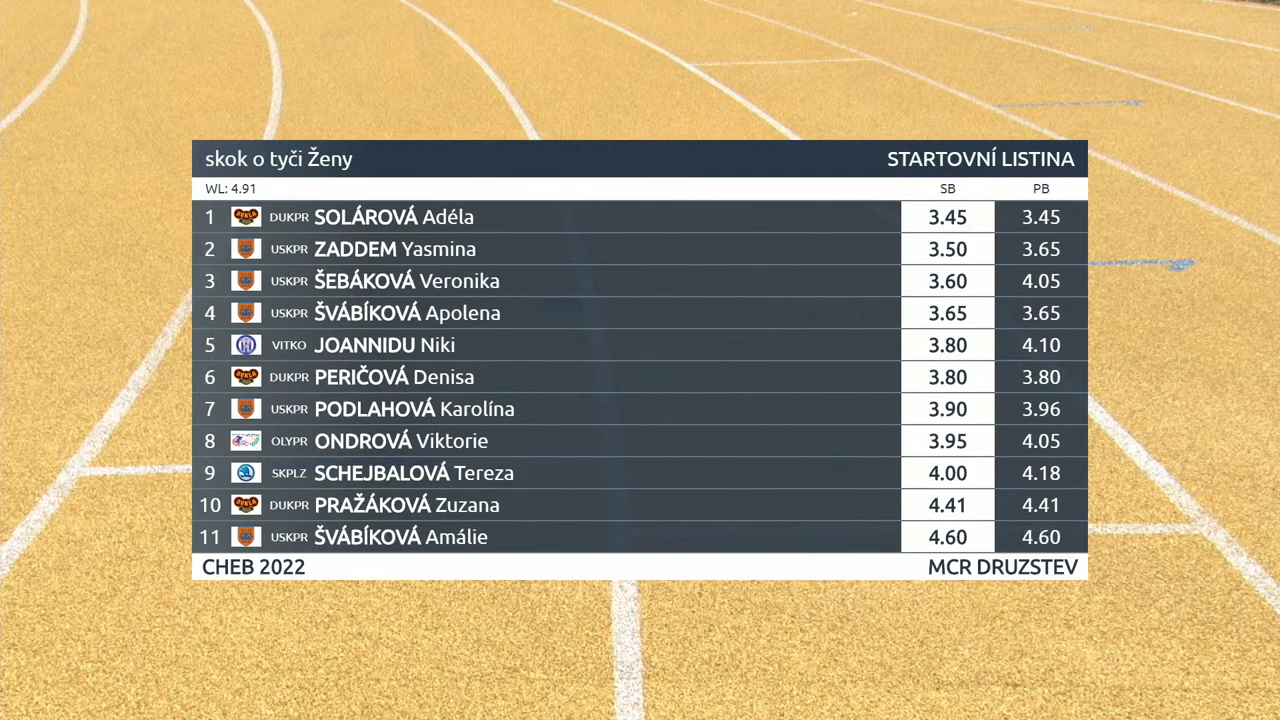 skok o tyči Ženy STARTOVNÍ LISTINA
WL: 4.91 SB PB
1 DUKLA DUKPR SOLÁROVÁ Adéla 3.45 3.45
2 USKPR ZADDEM Yasmina 3.50 3.65
3 USKPR ŠEBÁKOVÁ Veronika 3.60 4.05
4 USKPR ŠVÁBÍKOVÁ Apolena 3.65 3.65
5 VITKO JOANNIDU Niki 3.80 4.10
6 DUKLA DUKPR PERIČOVÁ Denisa 3.80 3.80
7 USKPR PODLAHOVÁ Karolína 3.90 3.96
8 OLYPR ONDROVÁ Viktorie 3.95 4.05
9 SKPLZ SCHEJBALOVÁ Tereza 4.00 4.18
10 DUKLA DUKPR PRAŽÁKOVÁ Zuzana 4.41 4.41
11 USKPR ŠVÁBÍKOVÁ Amálie 4.60 4.60
CHEB 2022 MCR DRUZSTEV